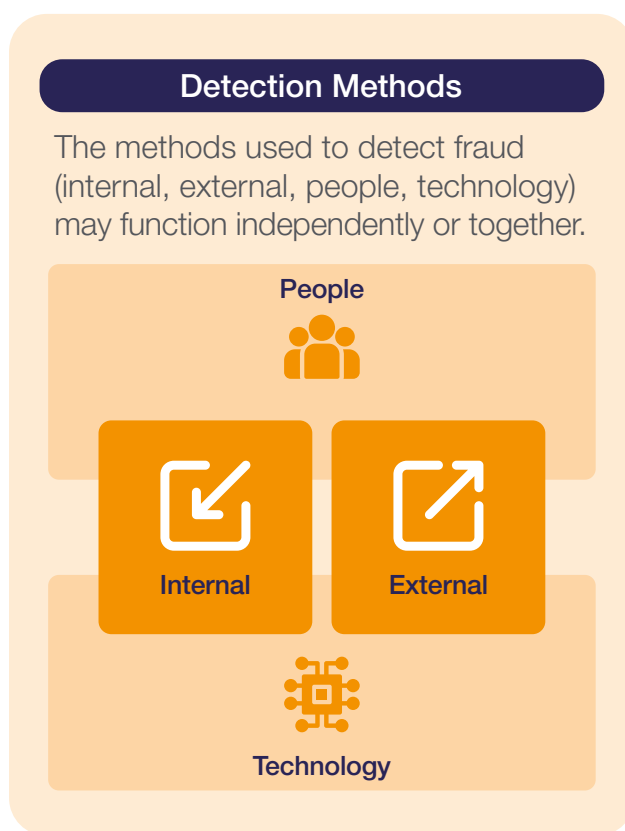 Detection Methods
The methods used to detect fraud
(internal, external, people, technology)
may function independently or together.
People
Internal
External
Technology